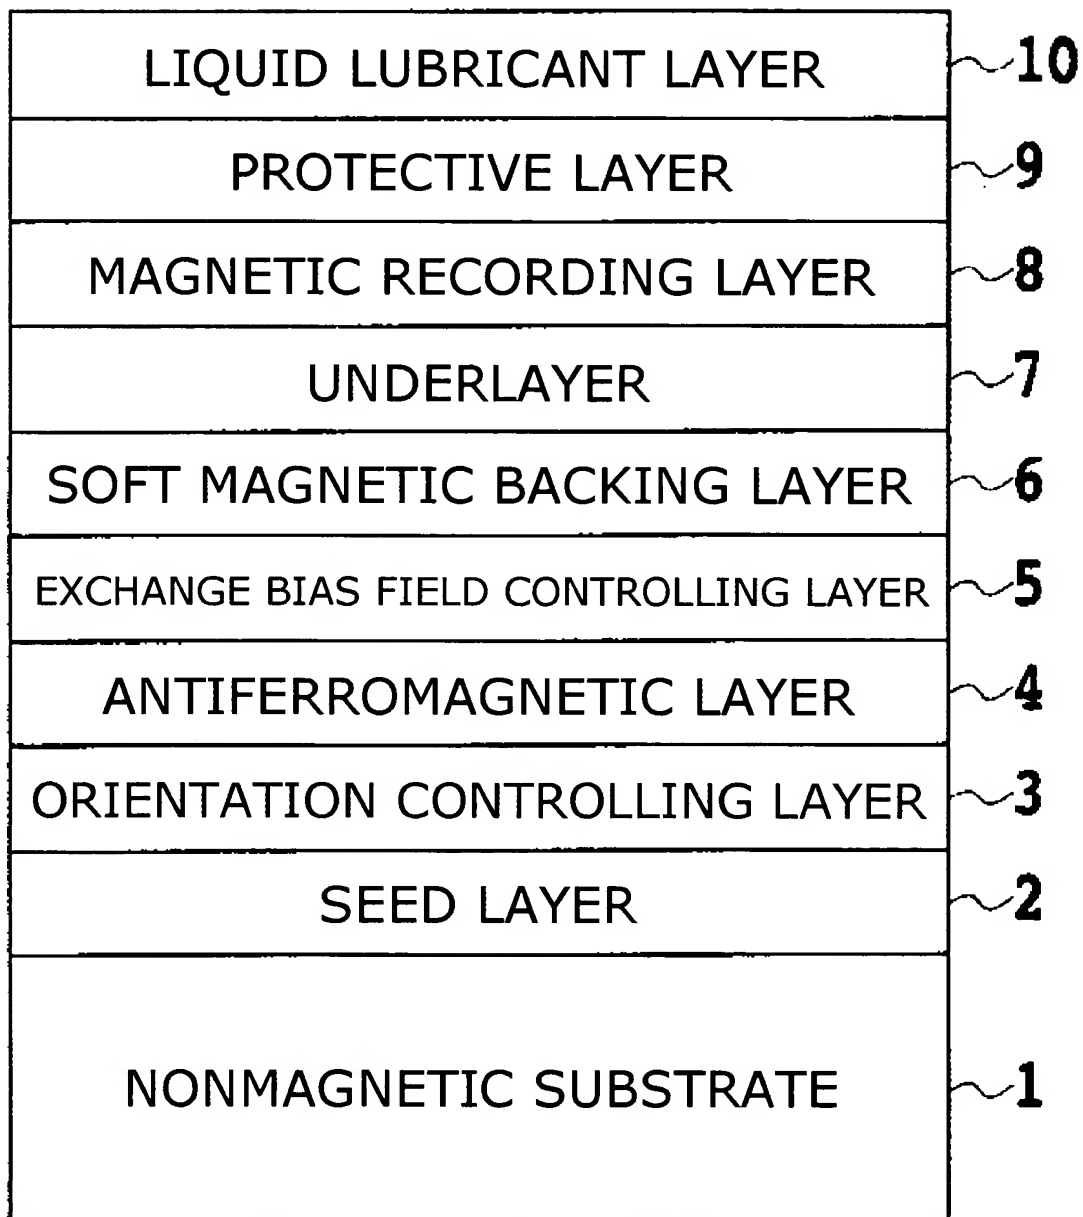 LIQUID LUBRICANT LAYER 10
PROTECTIVE LAYER 9
MAGNETIC RECORDING LAYER 8
UNDERLAYER 7
SOFT MAGNETIC BACKING LAYER 6
EXCHANGE BIAS FIELD CONTROLLING LAYER 5
ANTIFERROMAGNETIC LAYER 4
ORIENTATION CONTROLLING LAYER 3
SEED LAYER 2
NONMAGNETIC SUBSTRATE 1